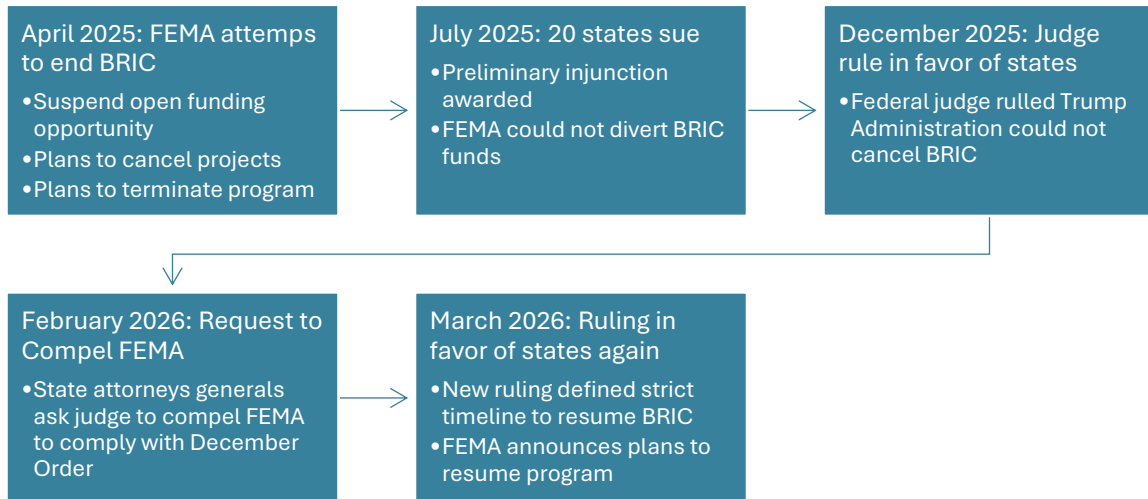 April 2025: FEMA attemps
to end BRIC
•Suspend open funding
opportunity
•Plans to cancel projects
•Plans to terminate program
July 2025: 20 states sue
•Preliminary injunction
awarded
•FEMA could not divert BRIC
funds
December 2025: Judge
rule in favor of states
•Federal judge rulled Trump
Administration could not
cancel BRIC
February 2026: Request to
Compel FEMA
•State attorneys generals
ask judge to compel FEMA
to comply with December
Order
March 2026: Ruling in
favor of states again
•New ruling defined strict
timeline to resume BRIC
•FEMA announces plans to
resume program